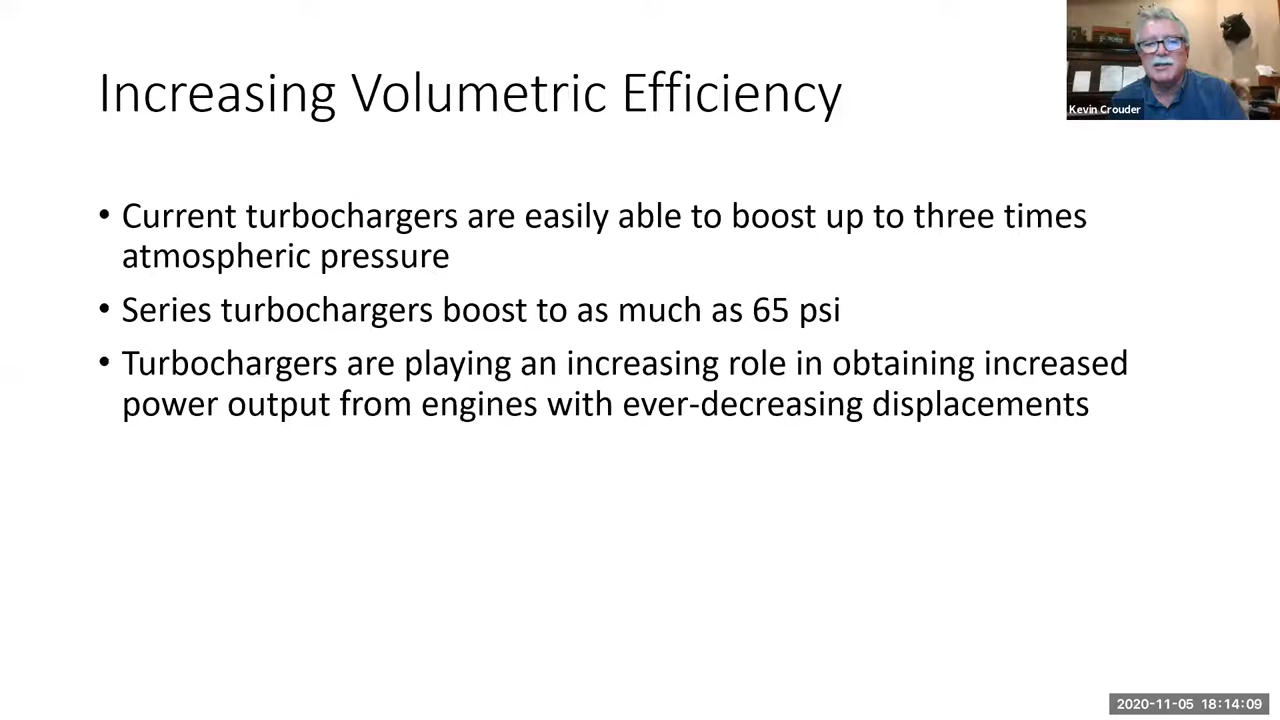 Increasing Volumetric Efficiency
Kevin Crouder
• Current turbochargers are easily able to boost up to three times
atmospheric pressure
• Series turbochargers boost to as much as 65 psi
• Turbochargers are playing an increasing role in obtaining increased
power output from engines with ever-decreasing displacements
2020-11-05 18:14:09